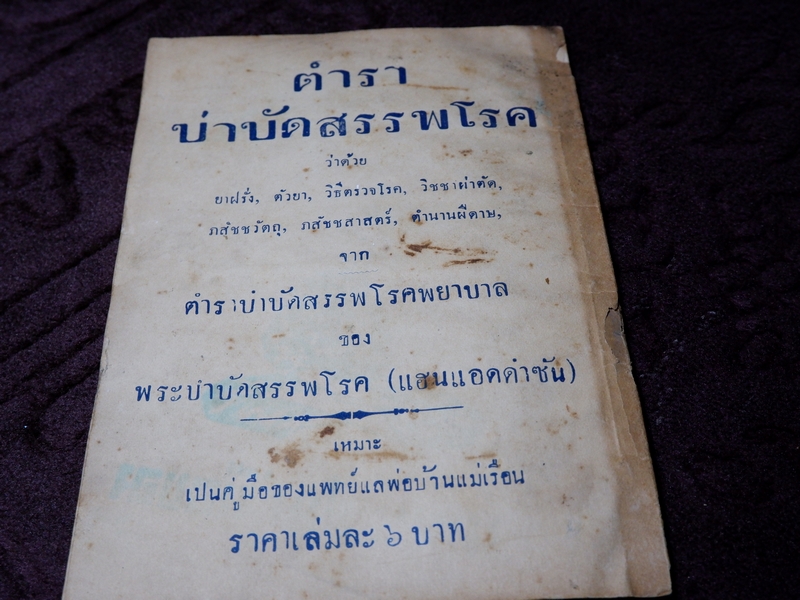 ตำรา
บำบัดสรรพโรค
ว่าด้วย
ยาฝรั่ง, ตัวยา, วิธีตรวจโรค, วิชชาผ่าตัด,
ภสัชชวัตถุ, ภสัชชสาสตร์, ตำนานผีดาษ,
จาก
ตำราบำบัดสรรพโรคพยาบาล
ของ
พระบำบัดสรรพโรค (แฮนแอดดำซัน)
เหมาะ
เปนคู่มือของแพทย์แลพ่อบ้านแม่เรือน
ราคาเล่มละ ๖ บาท